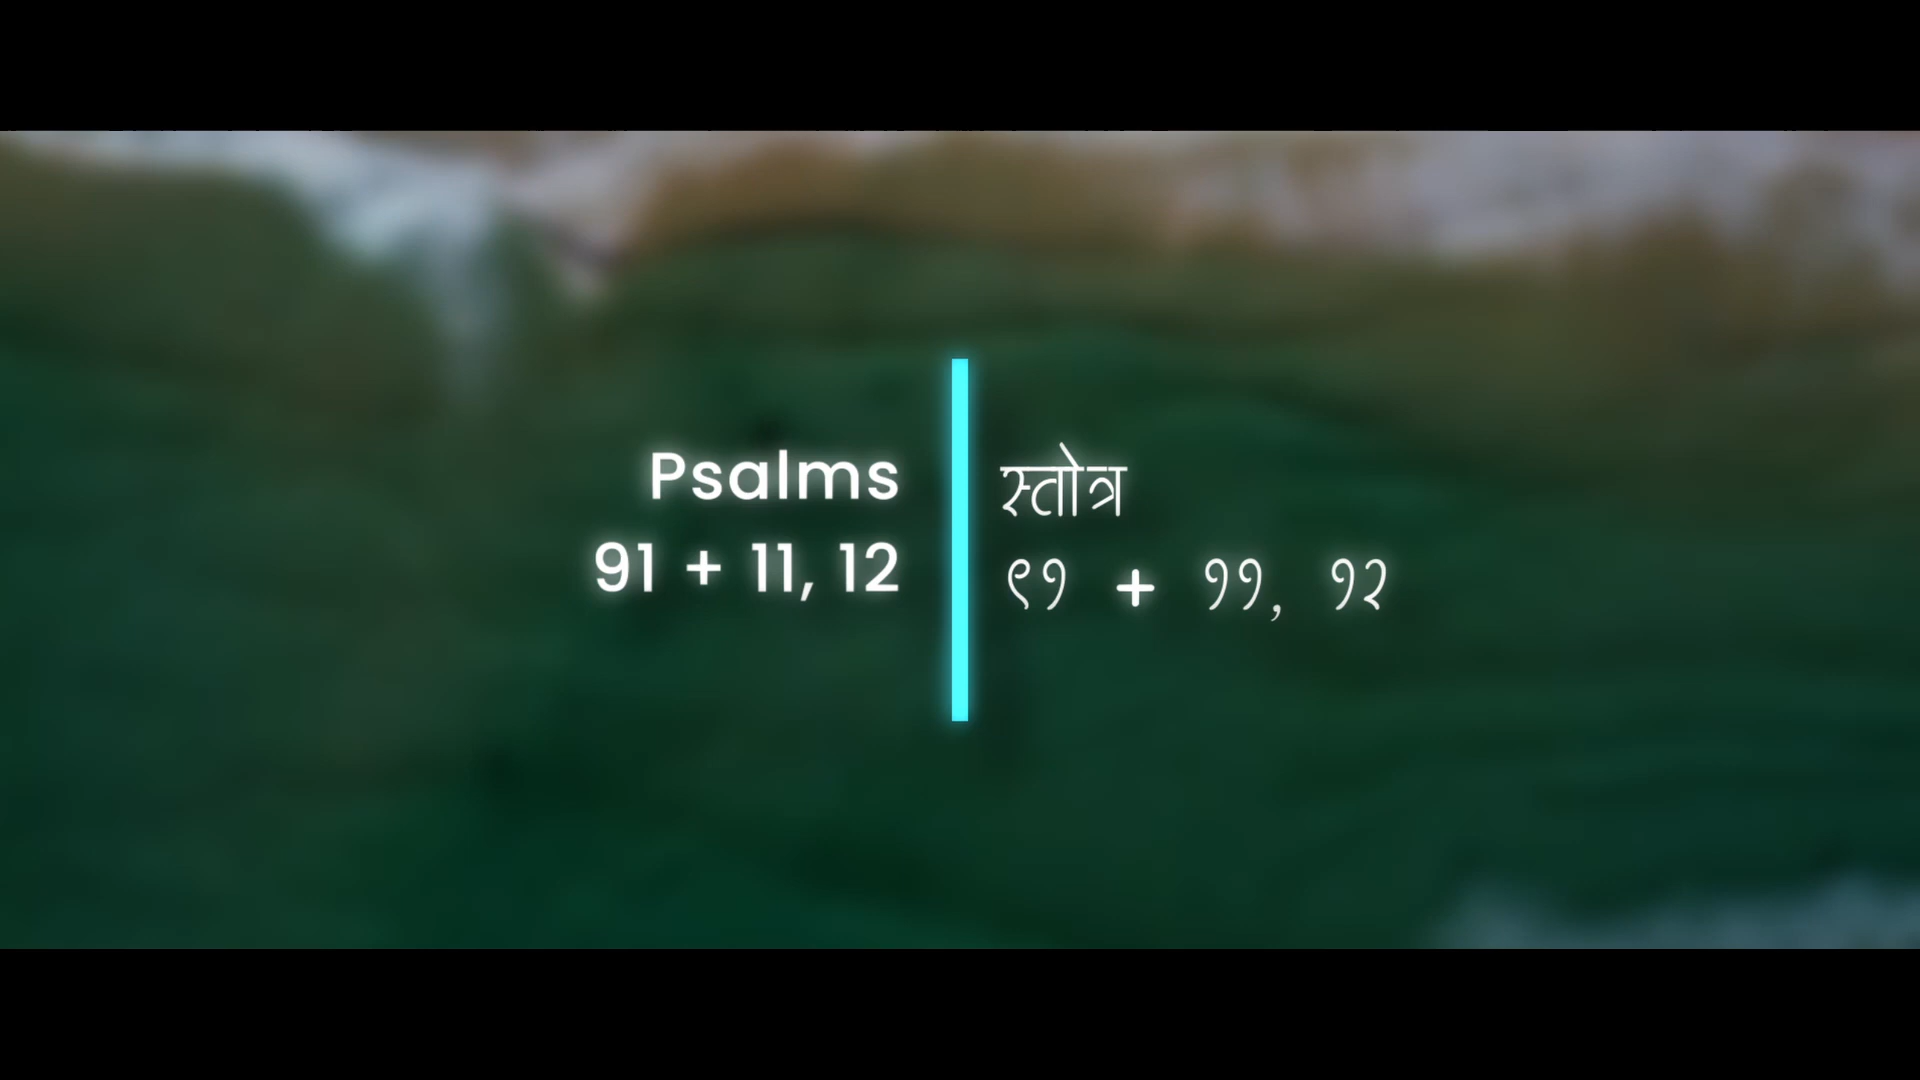 Psalms
91 + 11, 12
स्तोत्र
९१ + ११, १२